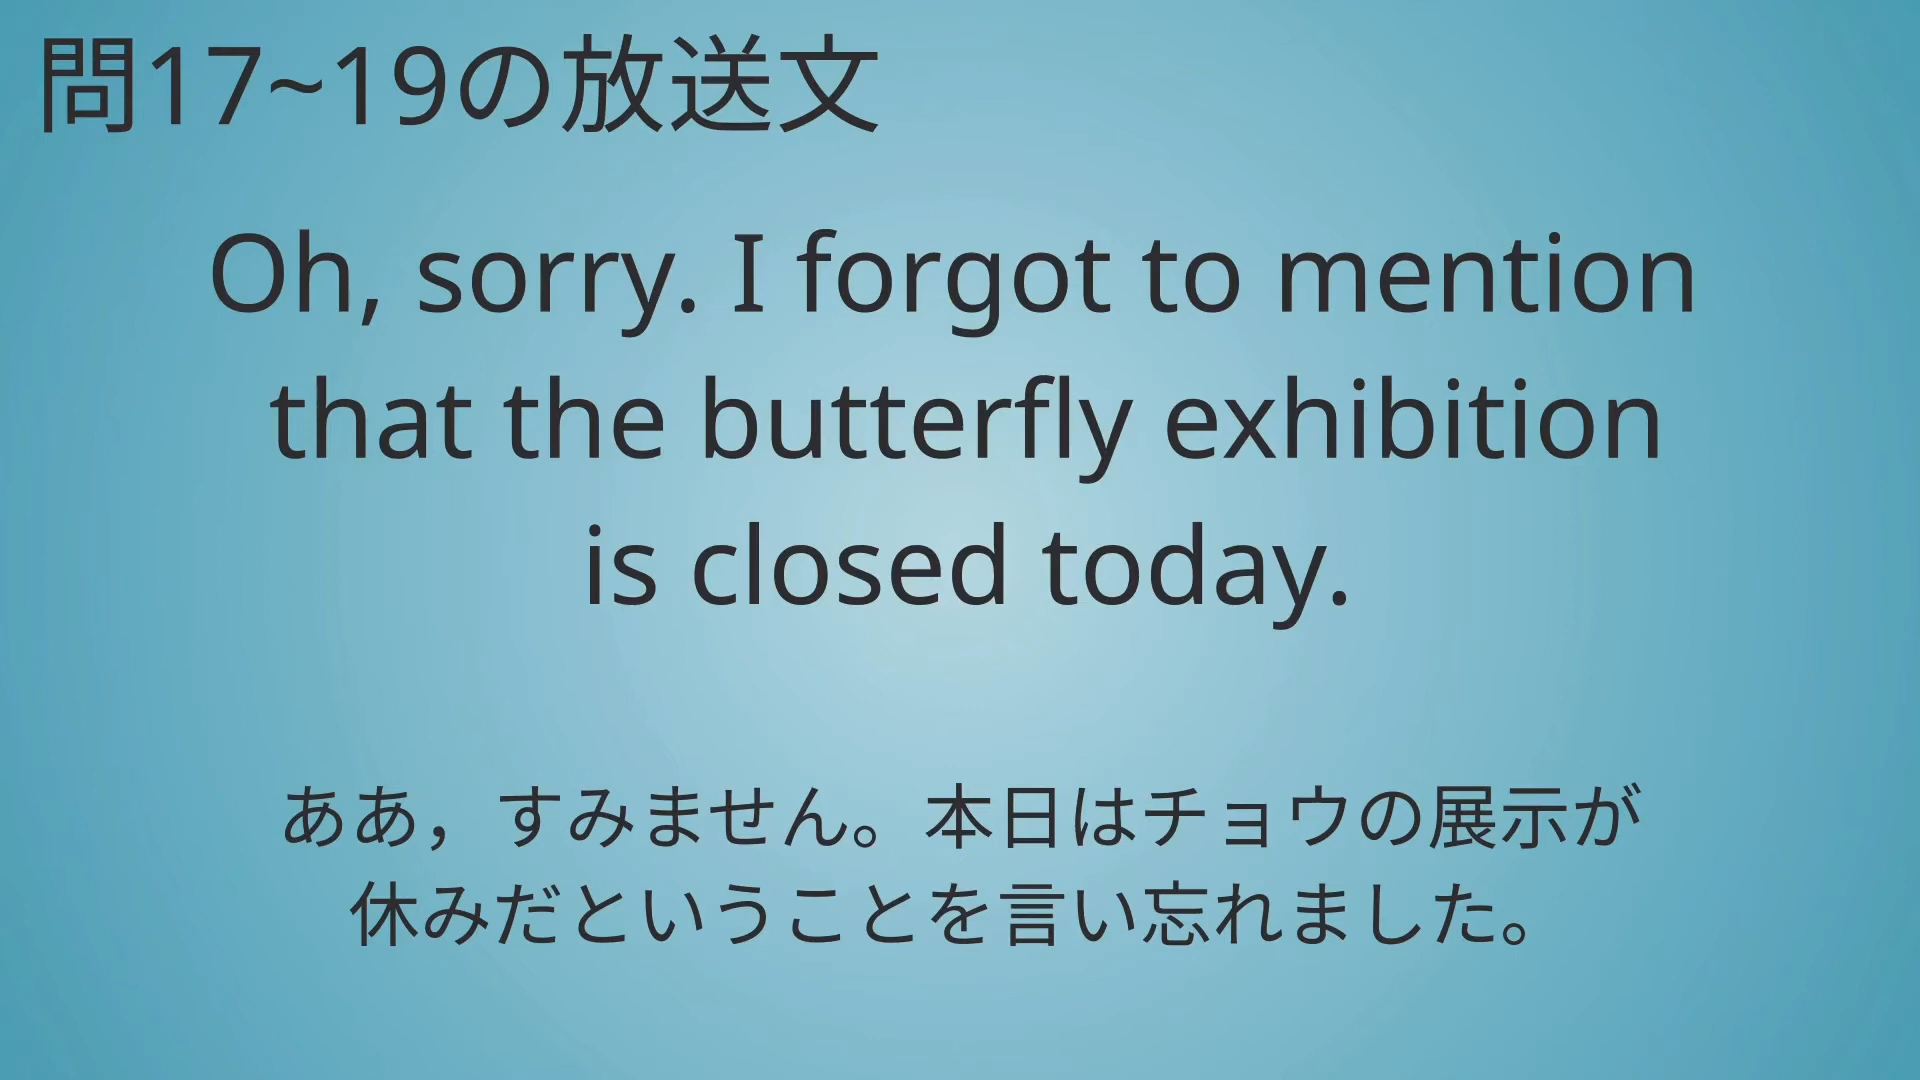 問17~19の放送文
Oh, sorry. I forgot to mention
that the butterfly exhibition
is closed today.
ああ，すみません。本日はチョウの展示が
休みだということを言い忘れました。